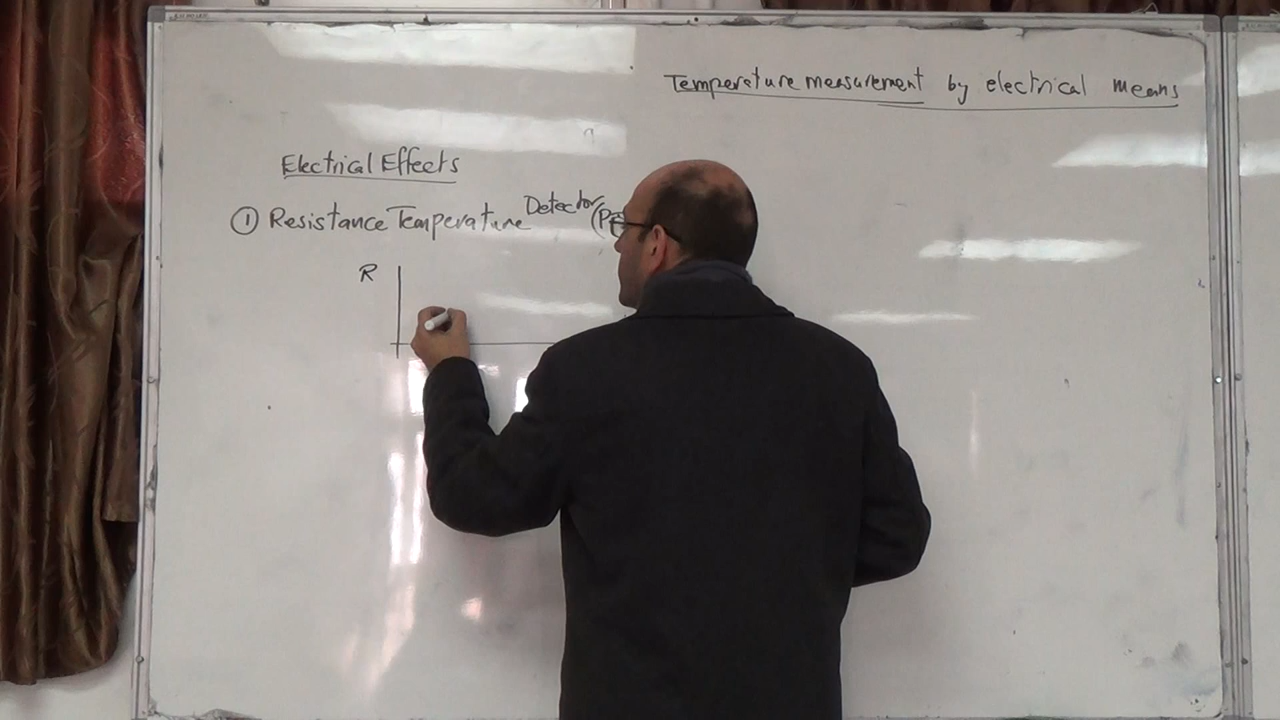 Temperature measurement by electrical means
Electrical Effects
① Resistance Temperature Detector
R